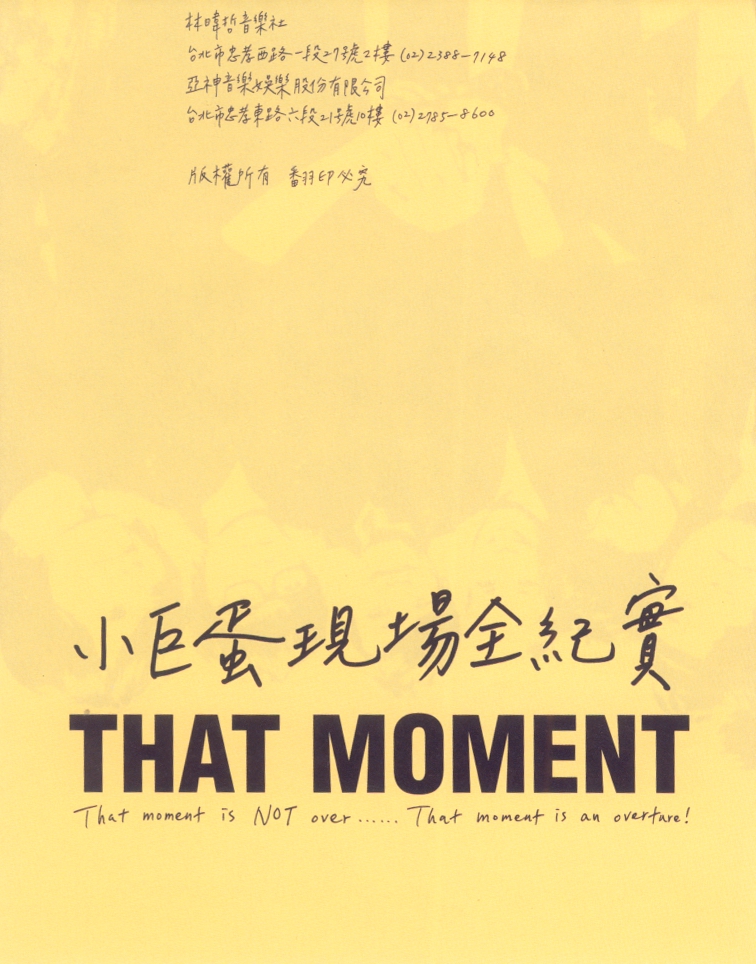 林暐哲音樂社
台北市忠孝西路一段27號2樓 (02)2388-7148
亞神音樂娛樂股份有限公司
台北市忠孝東路六段21號10樓 (02)2785-8600
版權所有 翻印必究
小巨蛋現場全紀實
THAT MOMENT
That moment is NOT over...... That moment is an overture!